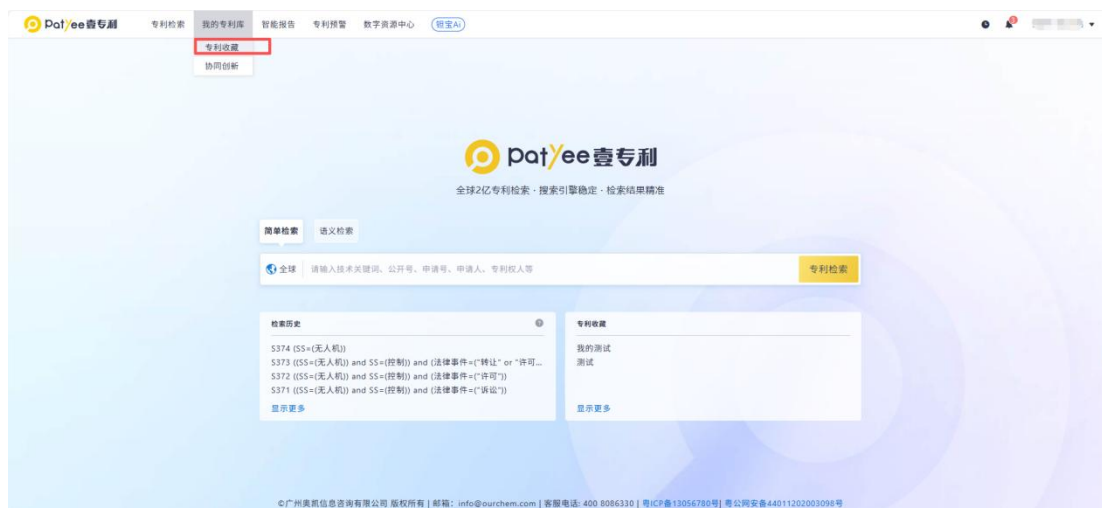 Patyee壹专利 专利检索 我的专利库 智能报告 专利预警 数字资源中心 钳宝Ai
专利收藏
协同创新
Patyee壹专利
全球2亿专利检索 · 搜索引擎稳定 · 检索结果精准
简单检索 语义检索
全球 请输入技术关键词、公开号、申请号、申请人、专利权人等 专利检索
检索历史
S374 (SS=(无人机))
S373 ((SS=(无人机)) and SS=(控制)) and (法律事件=("转让" or "许可...
S372 ((SS=(无人机)) and SS=(控制)) and (法律事件=("许可"))
S371 ((SS=(无人机)) and SS=(控制)) and (法律事件=("诉讼"))
显示更多
专利收藏
我的测试
测试
显示更多
©广州奥凯信息咨询有限公司 版权所有 | 邮箱：info@ourchem.com | 客服电话: 400 8086330 | 粤ICP备13056780号| 粤公网安备44011202003098号